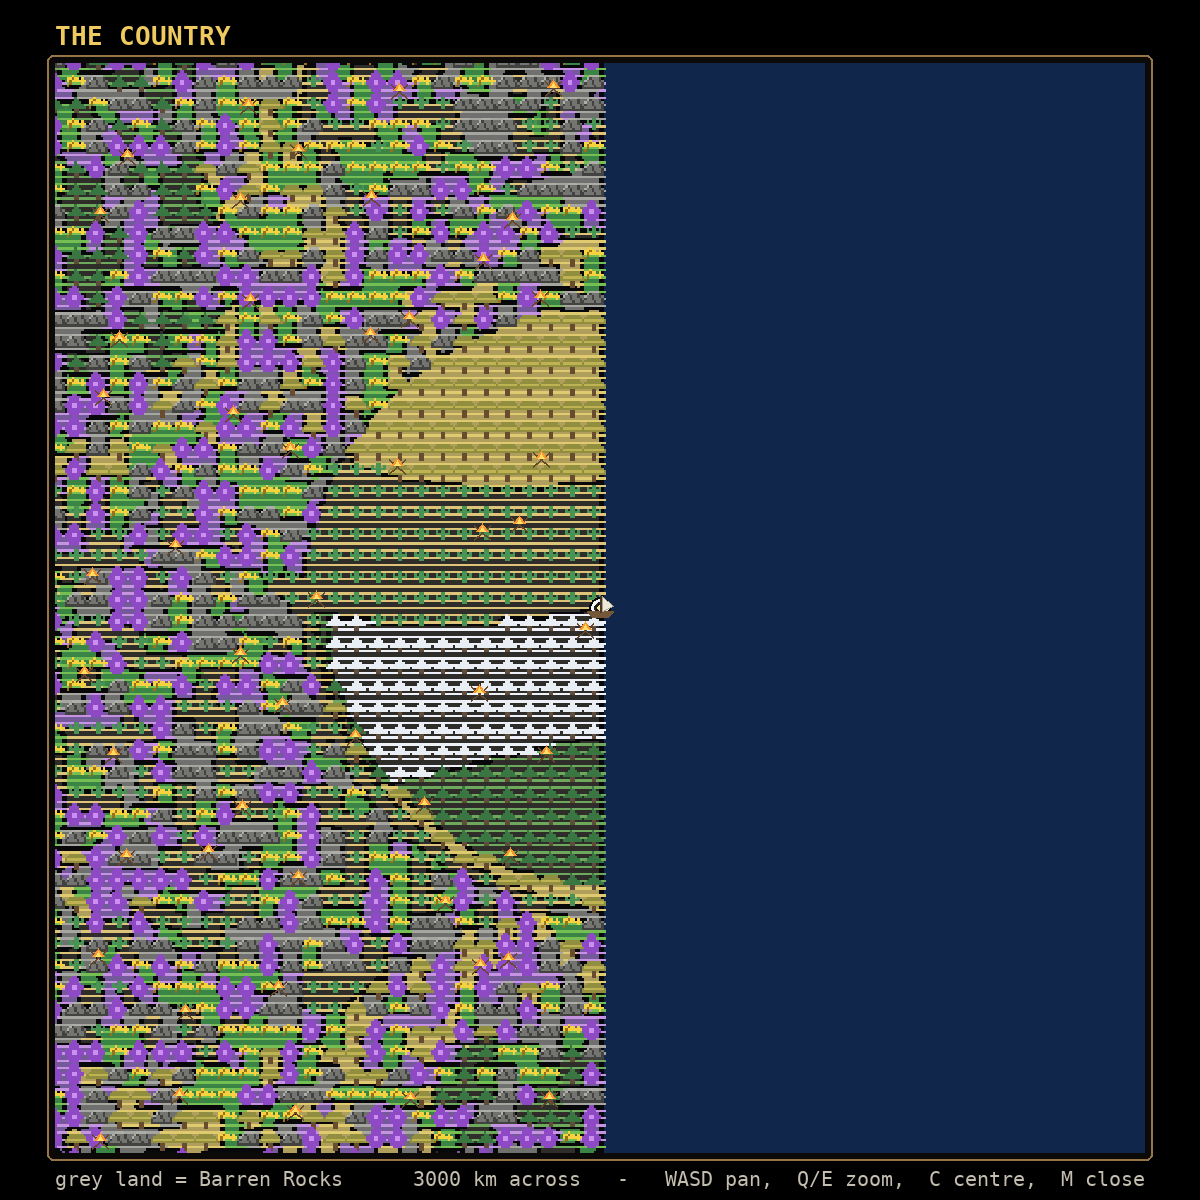 THE COUNTRY
grey land = Barren Rocks 3000 km across - WASD pan, Q/E zoom, C centre, M close